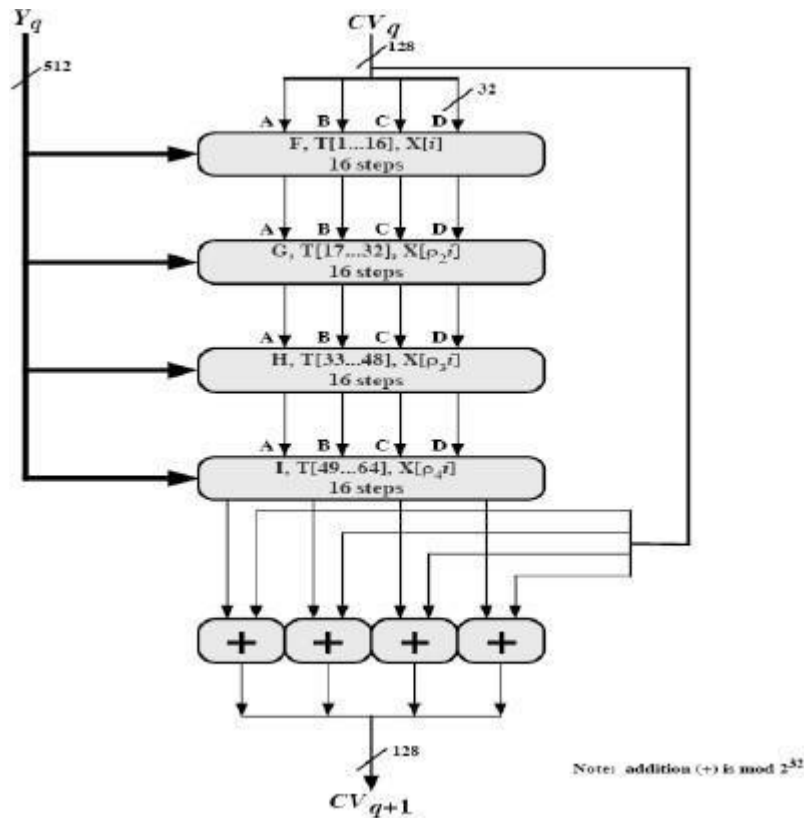 Yq CVq
128
512
32
A B C D
F, T[1...16], X[i]
16 steps
A B C D
G, T[17...32], X[ρ2i]
16 steps
A B C D
H, T[33...48], X[ρ3i]
16 steps
A B C D
I, T[49...64], X[ρ4i]
16 steps
+ + + +
128
Note: addition (+) is mod 2^32
CVq+1